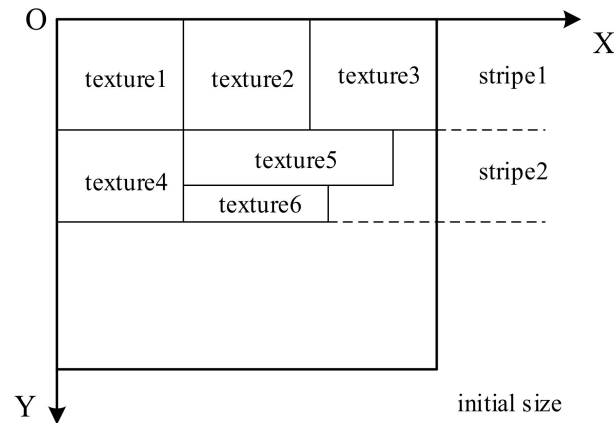 O
X
texture1 texture2 texture3 stripe1
texture4 texture5 stripe2
texture6
Y
initial size